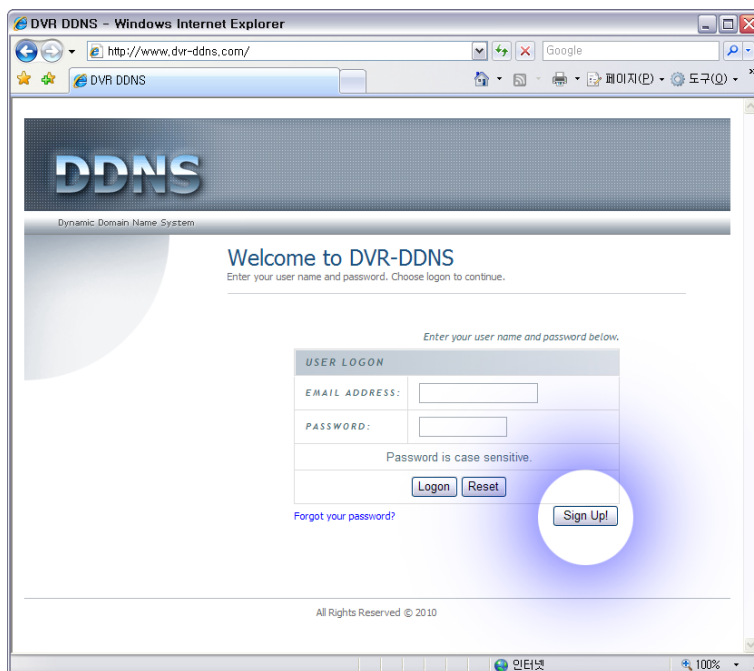 DVR DDNS - Windows Internet Explorer
http://www.dvr-ddns.com/
Google
DVR DDNS
페이지(P)
도구(O)
DDNS
Dynamic Domain Name System
Welcome to DVR-DDNS
Enter your user name and password. Choose logon to continue.
Enter your user name and password below.
USER LOGON
EMAIL ADDRESS:
PASSWORD:
Password is case sensitive.
Logon Reset
Forgot your password?
Sign Up!
All Rights Reserved © 2010
인터넷
100%